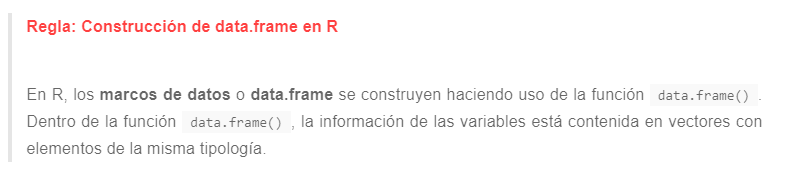 Regla: Construcción de data.frame en R
En R, los marcos de datos o data.frame se construyen haciendo uso de la función data.frame() .
Dentro de la función data.frame() , la información de las variables está contenida en vectores con
elementos de la misma tipología.